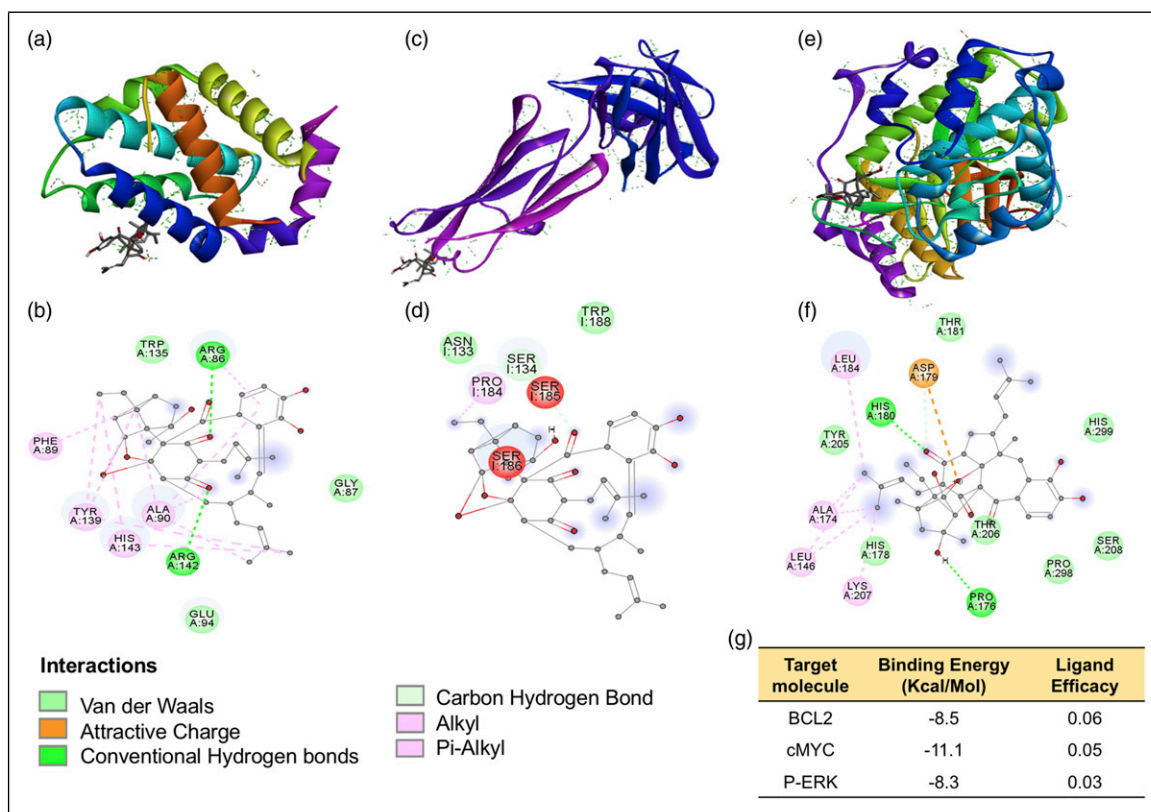 (a)
(c)
(e)
(b)
TRP
A:135
ARG
A:86
PHE
A:89
TYR
A:139
HIS
A:143
ALA
A:90
ARG
A:142
GLY
A:87
GLU
A:94
(d)
TRP
I:188
ASN
I:133
SER
I:134
PRO
I:184
SER
I:185
SER
I:186
H
(f)
THR
A:181
LEU
A:184
ASP
A:179
HIS
A:180
TYR
A:205
HIS
A:299
ALA
A:174
THR
A:206
LEU
A:146
HIS
A:178
SER
A:208
PRO
A:298
LYS
A:207
H
PRO
A:176
Interactions
Van der Waals
Attractive Charge
Conventional Hydrogen bonds
Carbon Hydrogen Bond
Alkyl
Pi-Alkyl
(g)
Target molecule Binding Energy (Kcal/Mol) Ligand Efficacy
BCL2 -8.5 0.06
cMYC -11.1 0.05
P-ERK -8.3 0.03